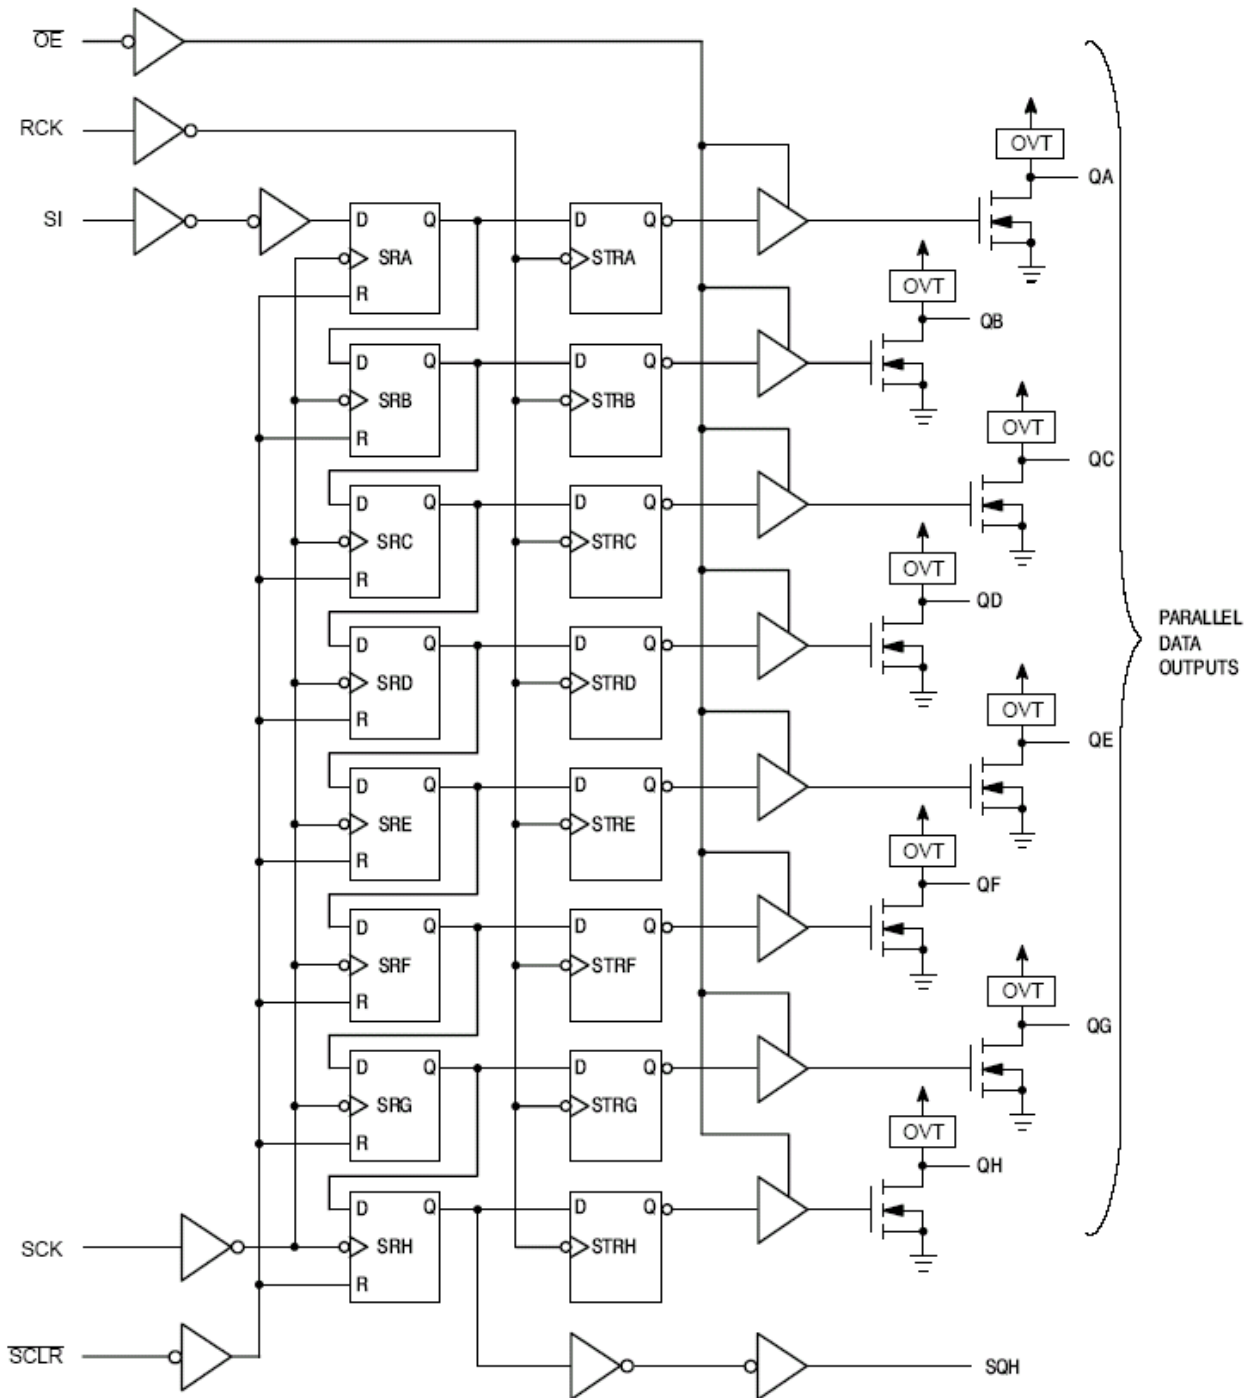 OE
RCK
SI
D Q
SRA
R
D Q
STRA
OVT
QA
D Q
SRB
R
D Q
STRB
OVT
QB
D Q
SRC
R
D Q
STRC
OVT
QC
D Q
SRD
R
D Q
STRD
OVT
QD
D Q
SRE
R
D Q
STRE
OVT
QE
D Q
SRF
R
D Q
STRF
OVT
QF
D Q
SRG
R
D Q
STRG
OVT
QG
D Q
SRH
R
D Q
STRH
OVT
QH
PARALLEL
DATA
OUTPUTS
SCK
SCLR
SQH